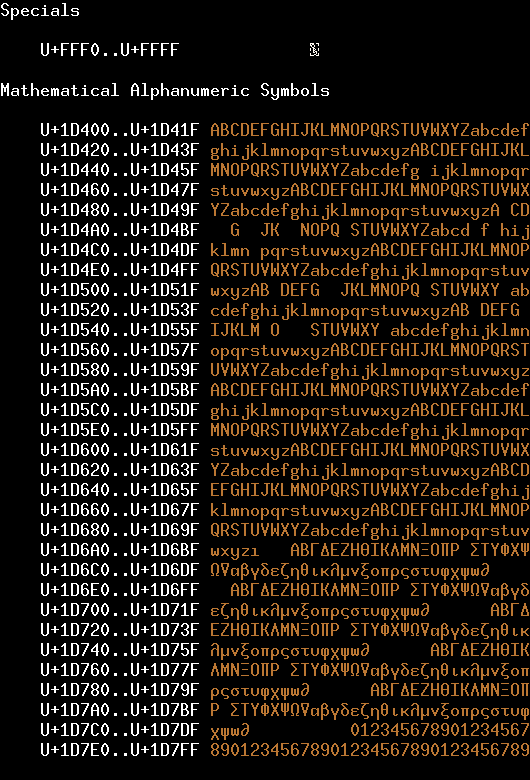 Specials
U+FFF0..U+FFFF �
Mathematical Alphanumeric Symbols
U+1D400..U+1D41F ABCDEFGHIJKLMNOPQRSTUVWXYZabcdef
U+1D420..U+1D43F ghijklmnopqrstuvwxyzABCDEFGHIJKL
U+1D440..U+1D45F MNOPQRSTUVWXYZabcdefg ijklmnopqr
U+1D460..U+1D47F stuvwxyzABCDEFGHIJKLMNOPQRSTUVWX
U+1D480..U+1D49F YZabcdefghijklmnopqrstuvwxyzA CD
U+1D4A0..U+1D4BF   G  JK  NOPQ STUVWXYZabcd f hij
U+1D4C0..U+1D4DF klmn pqrstuvwxyzABCDEFGHIJKLMNOP
U+1D4E0..U+1D4FF QRSTUVWXYZabcdefghijklmnopqrstuv
U+1D500..U+1D51F wxyzAB DEFG  JKLMNOPQ STUVWXY ab
U+1D520..U+1D53F cdefghijklmnopqrstuvwxyzAB DEFG
U+1D540..U+1D55F IJKLM O   STUVWXY abcdefghijklmn
U+1D560..U+1D57F opqrstuvwxyzABCDEFGHIJKLMNOPQRST
U+1D580..U+1D59F UVWXYZabcdefghijklmnopqrstuvwxyz
U+1D5A0..U+1D5BF ABCDEFGHIJKLMNOPQRSTUVWXYZabcdef
U+1D5C0..U+1D5DF ghijklmnopqrstuvwxyzABCDEFGHIJKL
U+1D5E0..U+1D5FF MNOPQRSTUVWXYZabcdefghijklmnopqr
U+1D600..U+1D61F stuvwxyzABCDEFGHIJKLMNOPQRSTUVWX
U+1D620..U+1D63F YZabcdefghijklmnopqrstuvwxyzABCD
U+1D640..U+1D65F EFGHIJKLMNOPQRSTUVWXYZabcdefghij
U+1D660..U+1D67F klmnopqrstuvwxyzABCDEFGHIJKLMNOP
U+1D680..U+1D69F QRSTUVWXYZabcdefghijklmnopqrstuv
U+1D6A0..U+1D6BF wxyzı   ΑΒΓΔΕΖΗΘΙΚΛΜΝΞΟΠΡ ΣΤΥΦΧΨ
U+1D6C0..U+1D6DF Ω∇αβγδεζηθικλμνξοπρςστυφχψω∂
U+1D6E0..U+1D6FF   ΑΒΓΔΕΖΗΘΙΚΛΜΝΞΟΠΡ ΣΤΥΦΧΨΩ∇αβγδ
U+1D700..U+1D71F εζηθικλμνξοπρςστυφχψω∂      ΑΒΓΔ
U+1D720..U+1D73F ΕΖΗΘΙΚΛΜΝΞΟΠΡ ΣΤΥΦΧΨΩ∇αβγδεζηθικ
U+1D740..U+1D75F λμνξοπρςστυφχψω∂      ΑΒΓΔΕΖΗΘΙΚ
U+1D760..U+1D77F ΛΜΝΞΟΠΡ ΣΤΥΦΧΨΩ∇αβγδεζηθικλμνξοπ
U+1D780..U+1D79F ρςστυφχψω∂      ΑΒΓΔΕΖΗΘΙΚΛΜΝΞΟΠ
U+1D7A0..U+1D7BF Ρ ΣΤΥΦΧΨΩ∇αβγδεζηθικλμνξοπρςστυφ
U+1D7C0..U+1D7DF χψω∂          012345678901234567
U+1D7E0..U+1D7FF 89012345678901234567890123456789